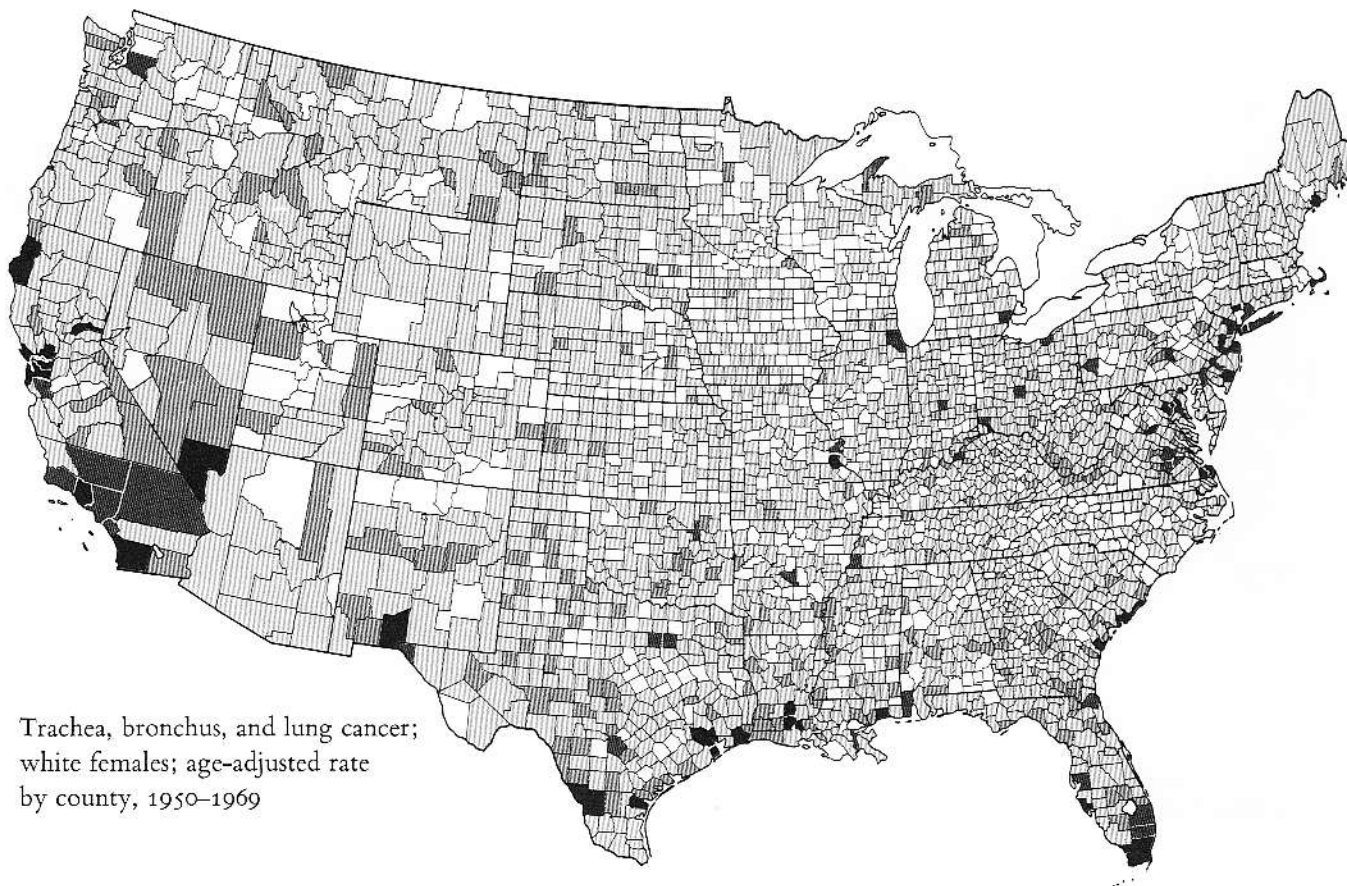 Trachea, bronchus, and lung cancer;
white females; age-adjusted rate
by county, 1950–1969